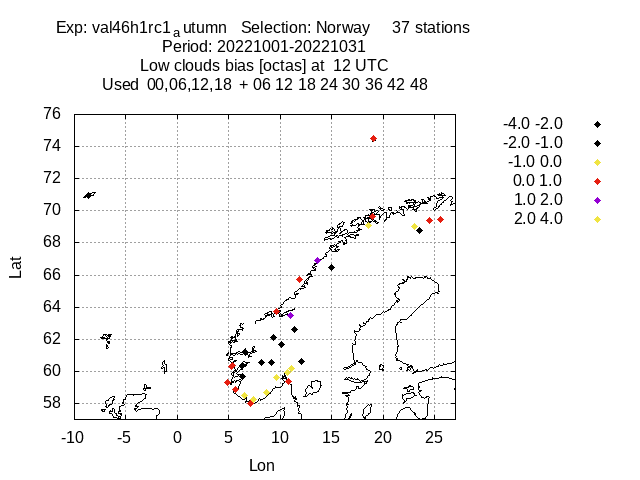 Exp: val46h1rc1ₐutumn Selection: Norway 37 stations
Period: 20221001-20221031
Low clouds bias [octas] at 12 UTC
Used 00,06,12,18 + 06 12 18 24 30 36 42 48
-4.0 -2.0
-2.0 -1.0
-1.0 0.0
0.0 1.0
1.0 2.0
2.0 4.0
76
74
72
70
68
66
64
62
60
58
Lat
-10 -5 0 5 10 15 20 25
Lon